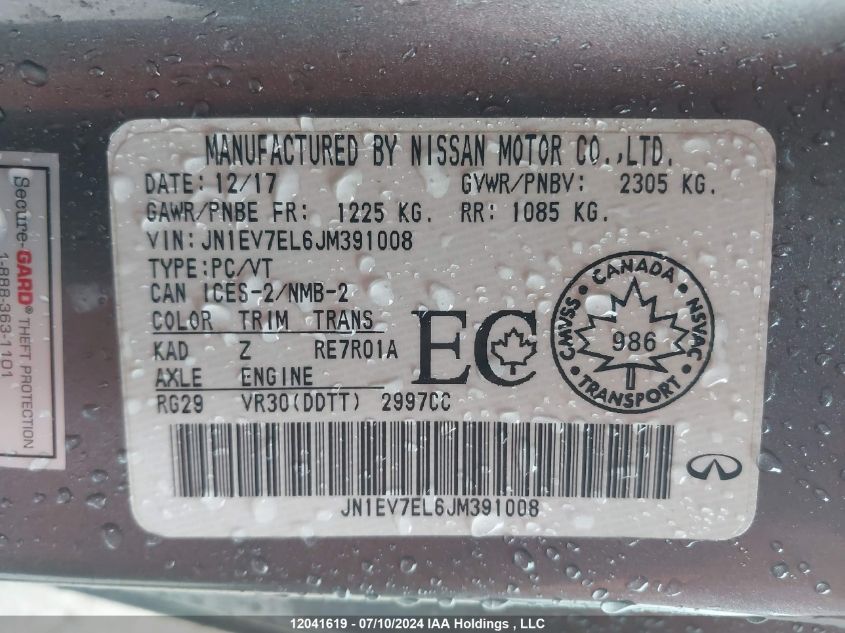 MANUFACTURED BY NISSAN MOTOR CO.,LTD.
DATE: 12/17 GVWR/PNBV: 2305 KG.
GAWR/PNBE FR: 1225 KG. RR: 1085 KG.
VIN: JN1EV7EL6JM391008
TYPE:PC/VT
CAN ICES-2/NMB-2
COLOR TRIM TRANS
KAD Z RE7R01A
AXLE ENGINE
RG29 VR30(DDTT) 2997CC
EC
CANADA
CMVSS
NSVAC
986
TRANSPORT
JN1EV7EL6JM391008
Secure-GARD® THEFT PROTECTION
1-888-363-1101
12041619 - 07/10/2024 IAA Holdings , LLC